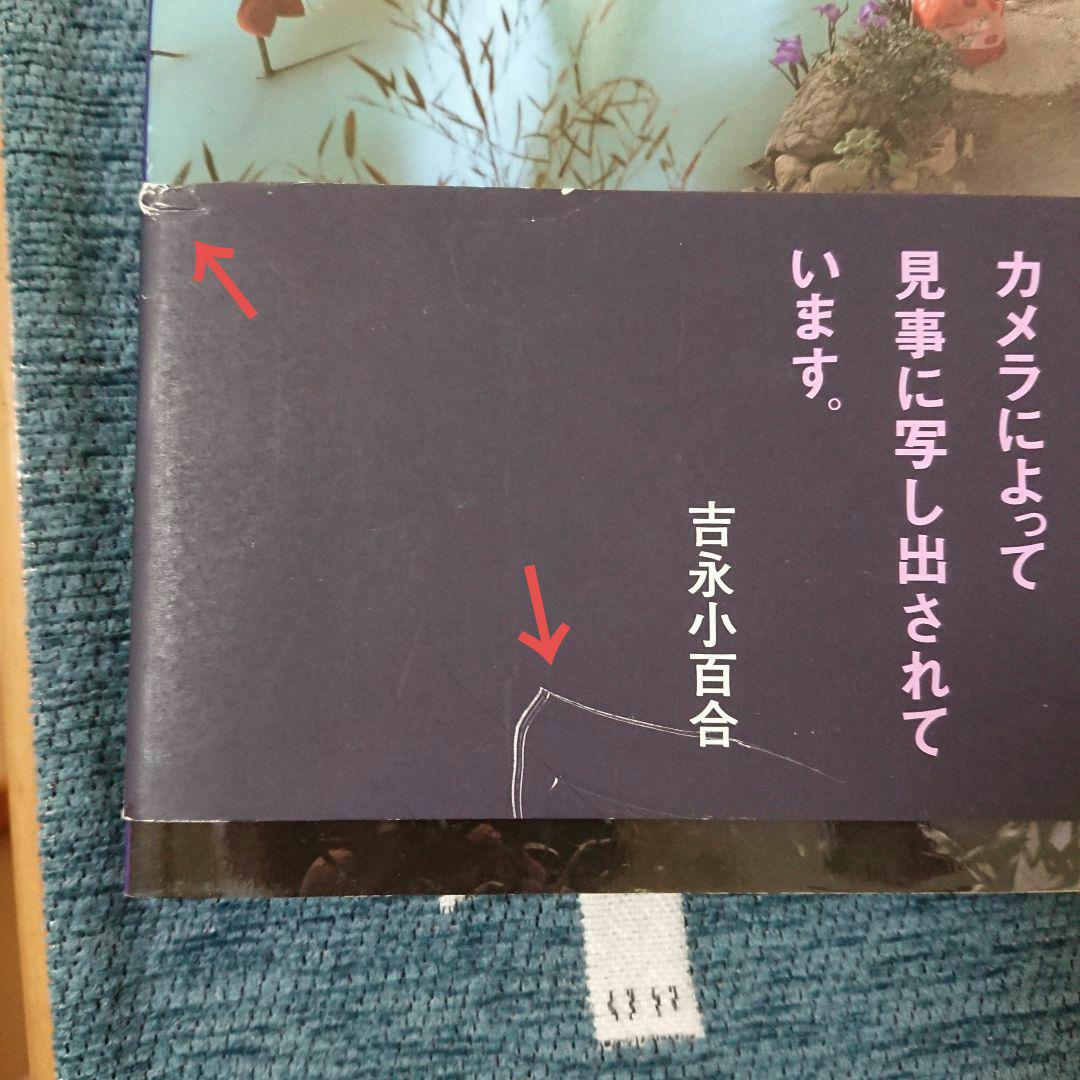 カメラによって
見事に写し出されて
います。
吉永小百合